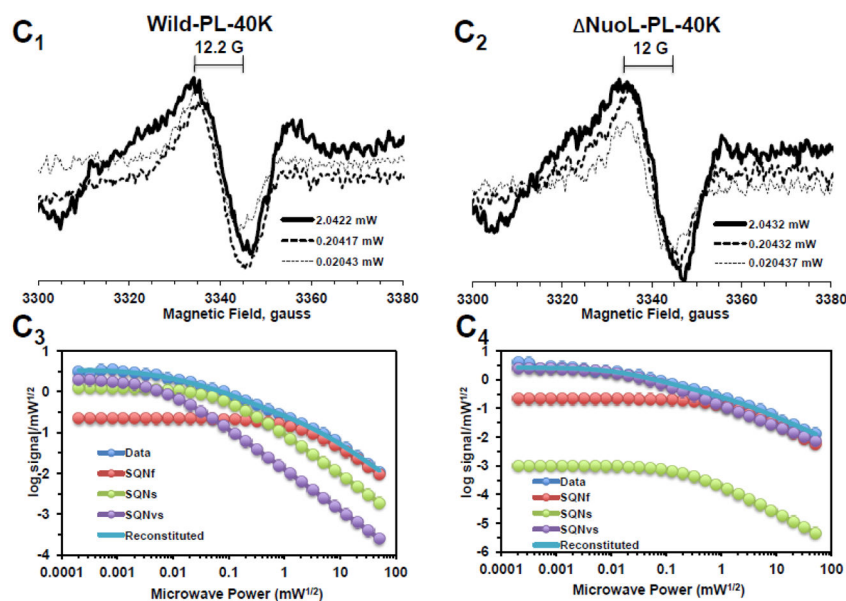 C1
Wild-PL-40K
12.2 G
2.0422 mW
0.20417 mW
0.02043 mW
3300 3320 3340 3360 3380
Magnetic Field, gauss
C2
ΔNuoL-PL-40K
12 G
2.0432 mW
0.20432 mW
0.020437 mW
3300 3320 3340 3360 3380
Magnetic Field, gauss
C3
log signal/mW1/2
1
0
-1
-2
-3
-4
Data
SQNf
SQNs
SQNvs
Reconstituted
0.0001 0.001 0.01 0.1 1 10 100
Microwave Power (mW1/2)
C4
log signal/mW1/2
1
0
-1
-2
-3
-4
-5
-6
Data
SQNf
SQNs
SQNvs
Reconstituted
0.0001 0.001 0.01 0.1 1 10 100
Microwave Power (mW1/2)